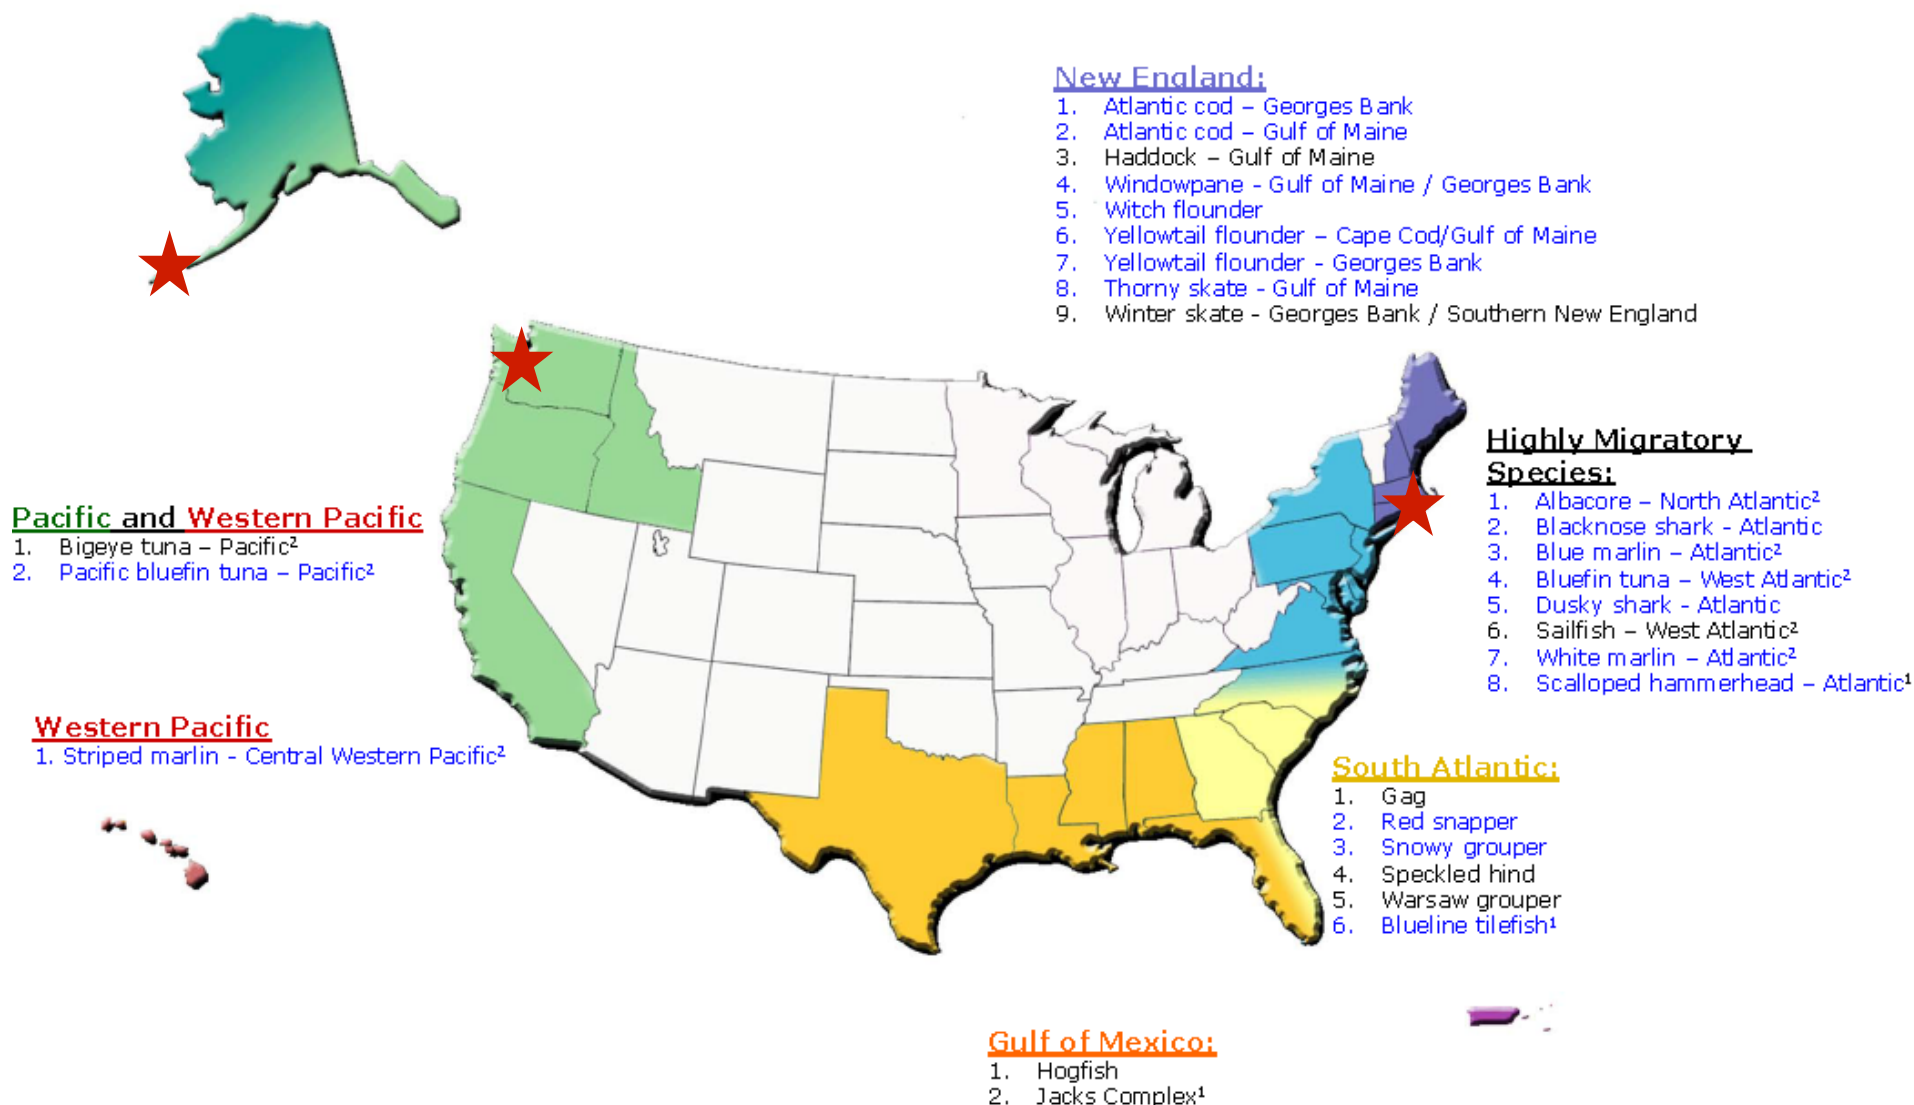 New England:
1. Atlantic cod – Georges Bank
2. Atlantic cod – Gulf of Maine
3. Haddock – Gulf of Maine
4. Windowpane - Gulf of Maine / Georges Bank
5. Witch flounder
6. Yellowtail flounder – Cape Cod/Gulf of Maine
7. Yellowtail flounder - Georges Bank
8. Thorny skate - Gulf of Maine
9. Winter skate - Georges Bank / Southern New England
Highly Migratory
Species:
1. Albacore – North Atlantic²
2. Blacknose shark - Atlantic
3. Blue marlin – Atlantic²
4. Bluefin tuna – West Atlantic²
5. Dusky shark - Atlantic
6. Sailfish – West Atlantic²
7. White marlin – Atlantic²
8. Scalloped hammerhead – Atlantic¹
Pacific and Western Pacific
1. Bigeye tuna – Pacific²
2. Pacific bluefin tuna – Pacific²
Western Pacific
1. Striped marlin - Central Western Pacific²
South Atlantic:
1. Gag
2. Red snapper
3. Snowy grouper
4. Speckled hind
5. Warsaw grouper
6. Blueline tilefish¹
Gulf of Mexico:
1. Hogfish
2. Jacks Complex¹